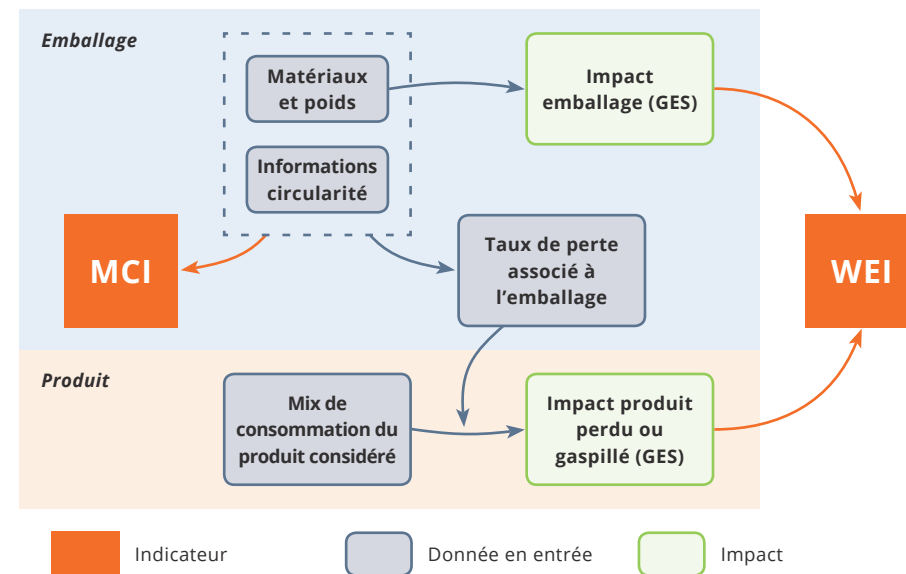 Emballage
Matériaux
et poids
Impact
emballage (GES)
Informations
circularité
MCI
Taux de perte
associé à
l’emballage
WEI
Produit
Mix de
consommation du
produit considéré
Impact produit
perdu ou
gaspillé (GES)
Indicateur
Donnée en entrée
Impact